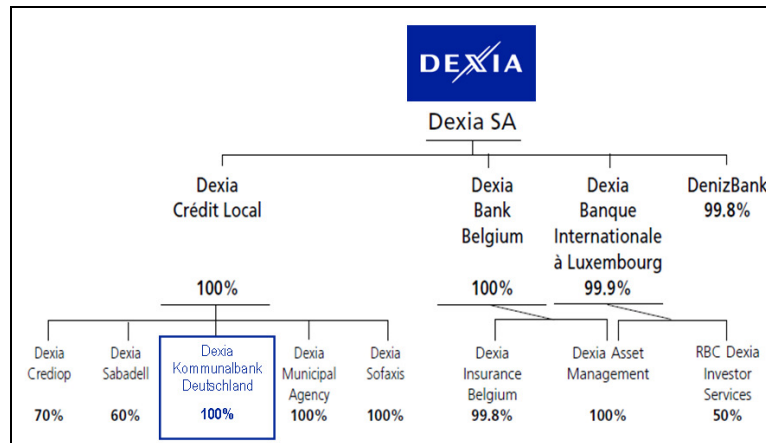 DEXIA
Dexia SA
Dexia
Crédit Local
100%
Dexia
Bank
Belgium
100%
Dexia
Banque
Internationale
à Luxembourg
99.9%
DenizBank
99.8%
Dexia
Crediop
70%
Dexia
Sabadell
60%
Dexia
Kommunalbank
Deutschland
100%
Dexia
Municipal
Agency
100%
Dexia
Sofaxis
100%
Dexia
Insurance
Belgium
99.8%
Dexia Asset
Management
100%
RBC Dexia
Investor
Services
50%